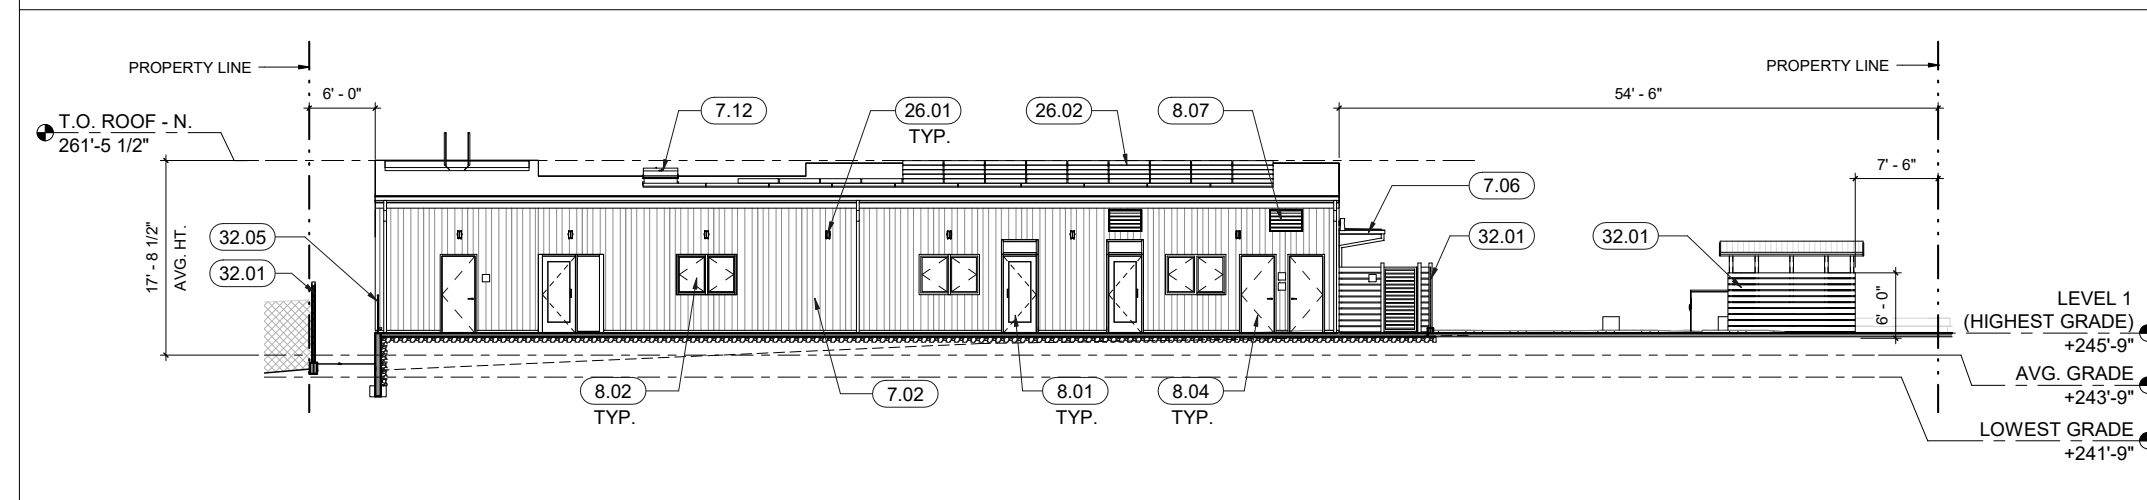 PROPERTY LINE
6' - 0"
T.O. ROOF - N.
261'-5 1/2"
17' - 8 1/2"
AVG. HT.
32.05
32.01
7.12
26.01
TYP.
26.02
8.07
54' - 6"
PROPERTY LINE
7' - 6"
7.06
32.01
32.01
6' - 0"
8.02
TYP.
7.02
8.01
TYP.
8.04
TYP.
LEVEL 1
(HIGHEST GRADE)
+245'-9"
AVG. GRADE
+243'-9"
LOWEST GRADE
+241'-9"